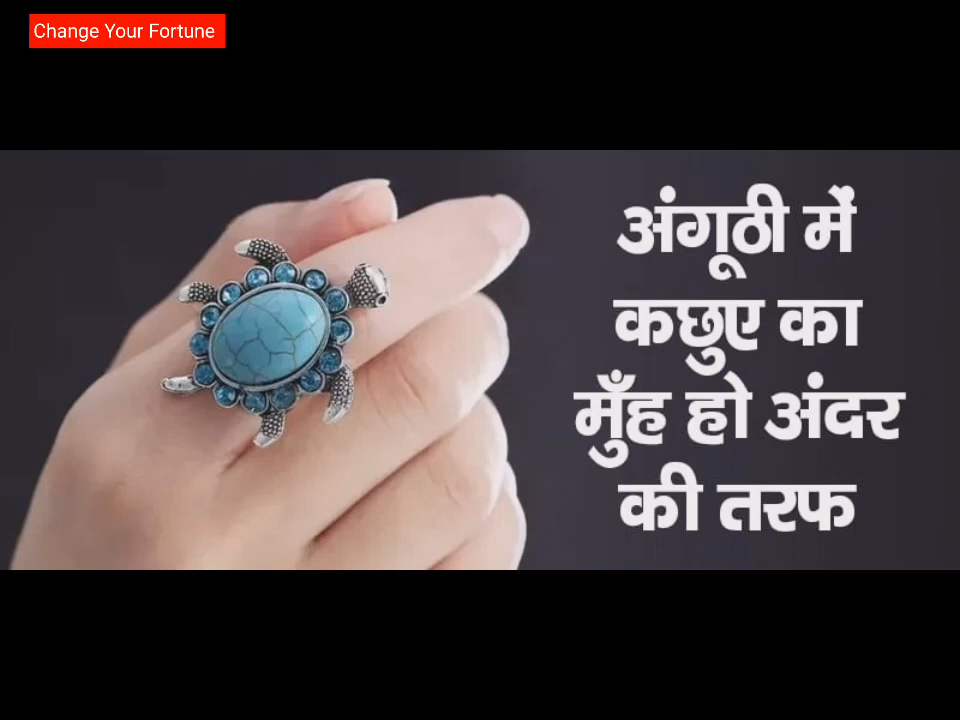 Change Your Fortune
अंगूठी में
कछुए का
मुँह हो अंदर
की तरफ